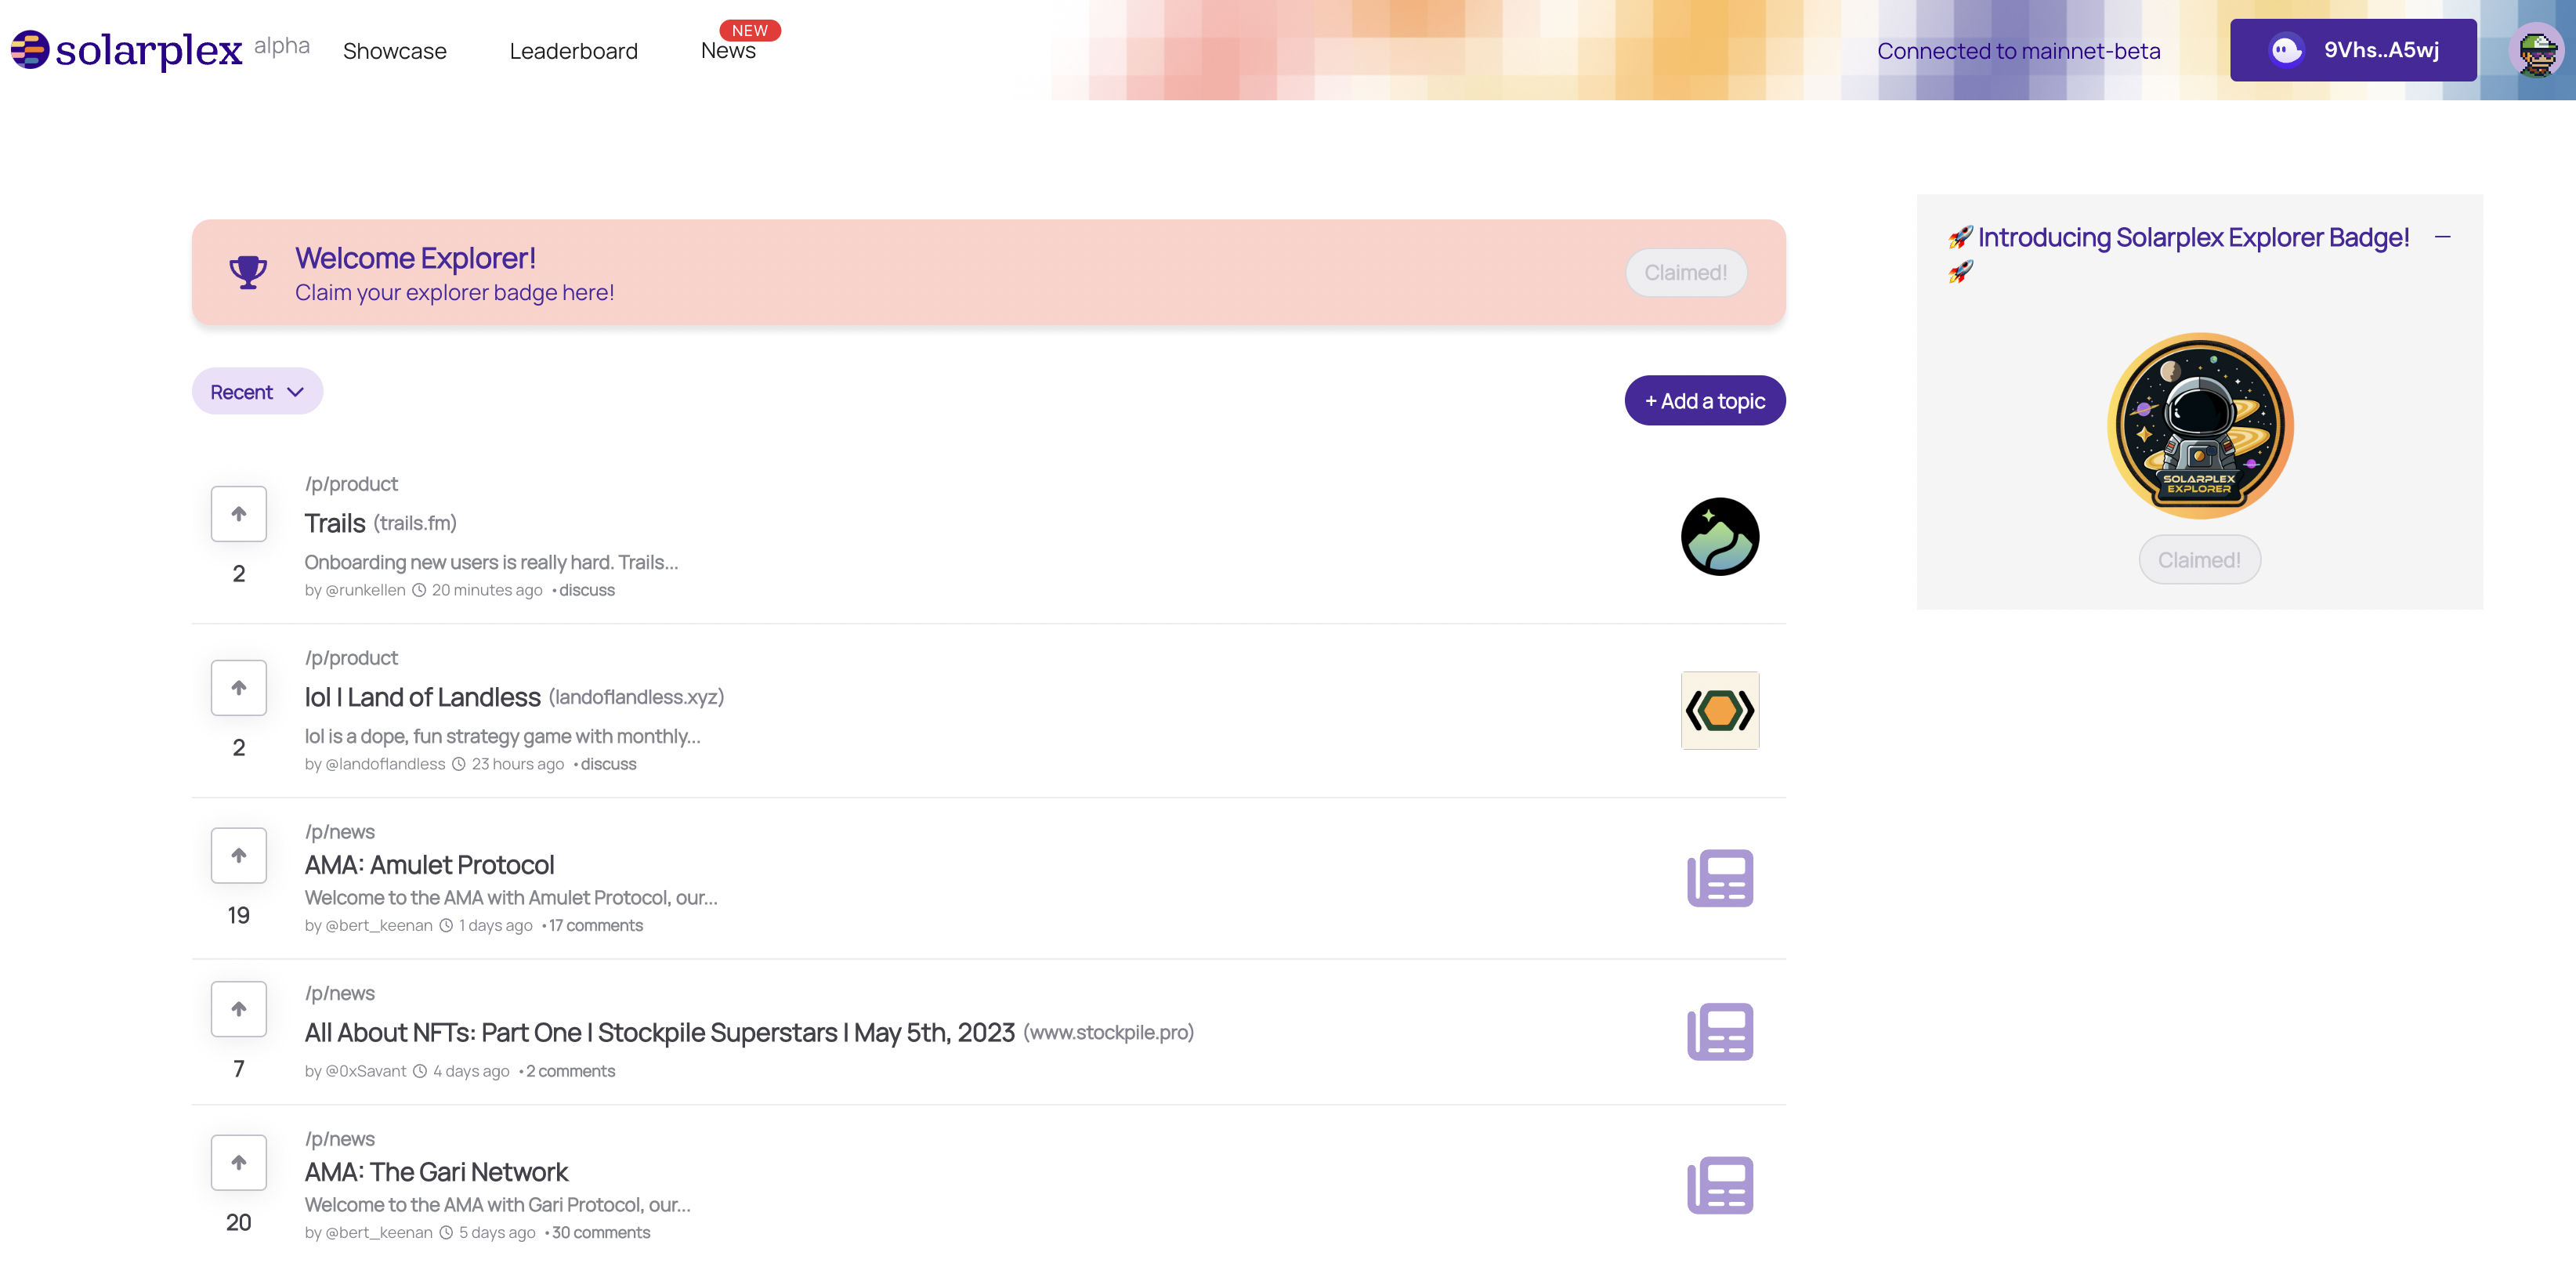 solarplex alpha
Showcase
Leaderboard
NEW
News
Connected to mainnet-beta
9Vhs..A5wj
Welcome Explorer!
Claim your explorer badge here!
Claimed!
🚀 Introducing Solarplex Explorer Badge!
🚀
SOLARPLEX
EXPLORER
Claimed!
Recent
+ Add a topic
/p/product
Trails (trails.fm)
Onboarding new users is really hard. Trails...
by @runkellen 20 minutes ago • discuss
2
/p/product
lol | Land of Landless (landoflandless.xyz)
lol is a dope, fun strategy game with monthly...
by @landoflandless 23 hours ago • discuss
2
/p/news
AMA: Amulet Protocol
Welcome to the AMA with Amulet Protocol, our...
by @bert_keenan 1 days ago • 17 comments
19
/p/news
All About NFTs: Part One | Stockpile Superstars | May 5th, 2023 (www.stockpile.pro)
by @0xSavant 4 days ago • 2 comments
7
/p/news
AMA: The Gari Network
Welcome to the AMA with Gari Protocol, our...
by @bert_keenan 5 days ago • 30 comments
20